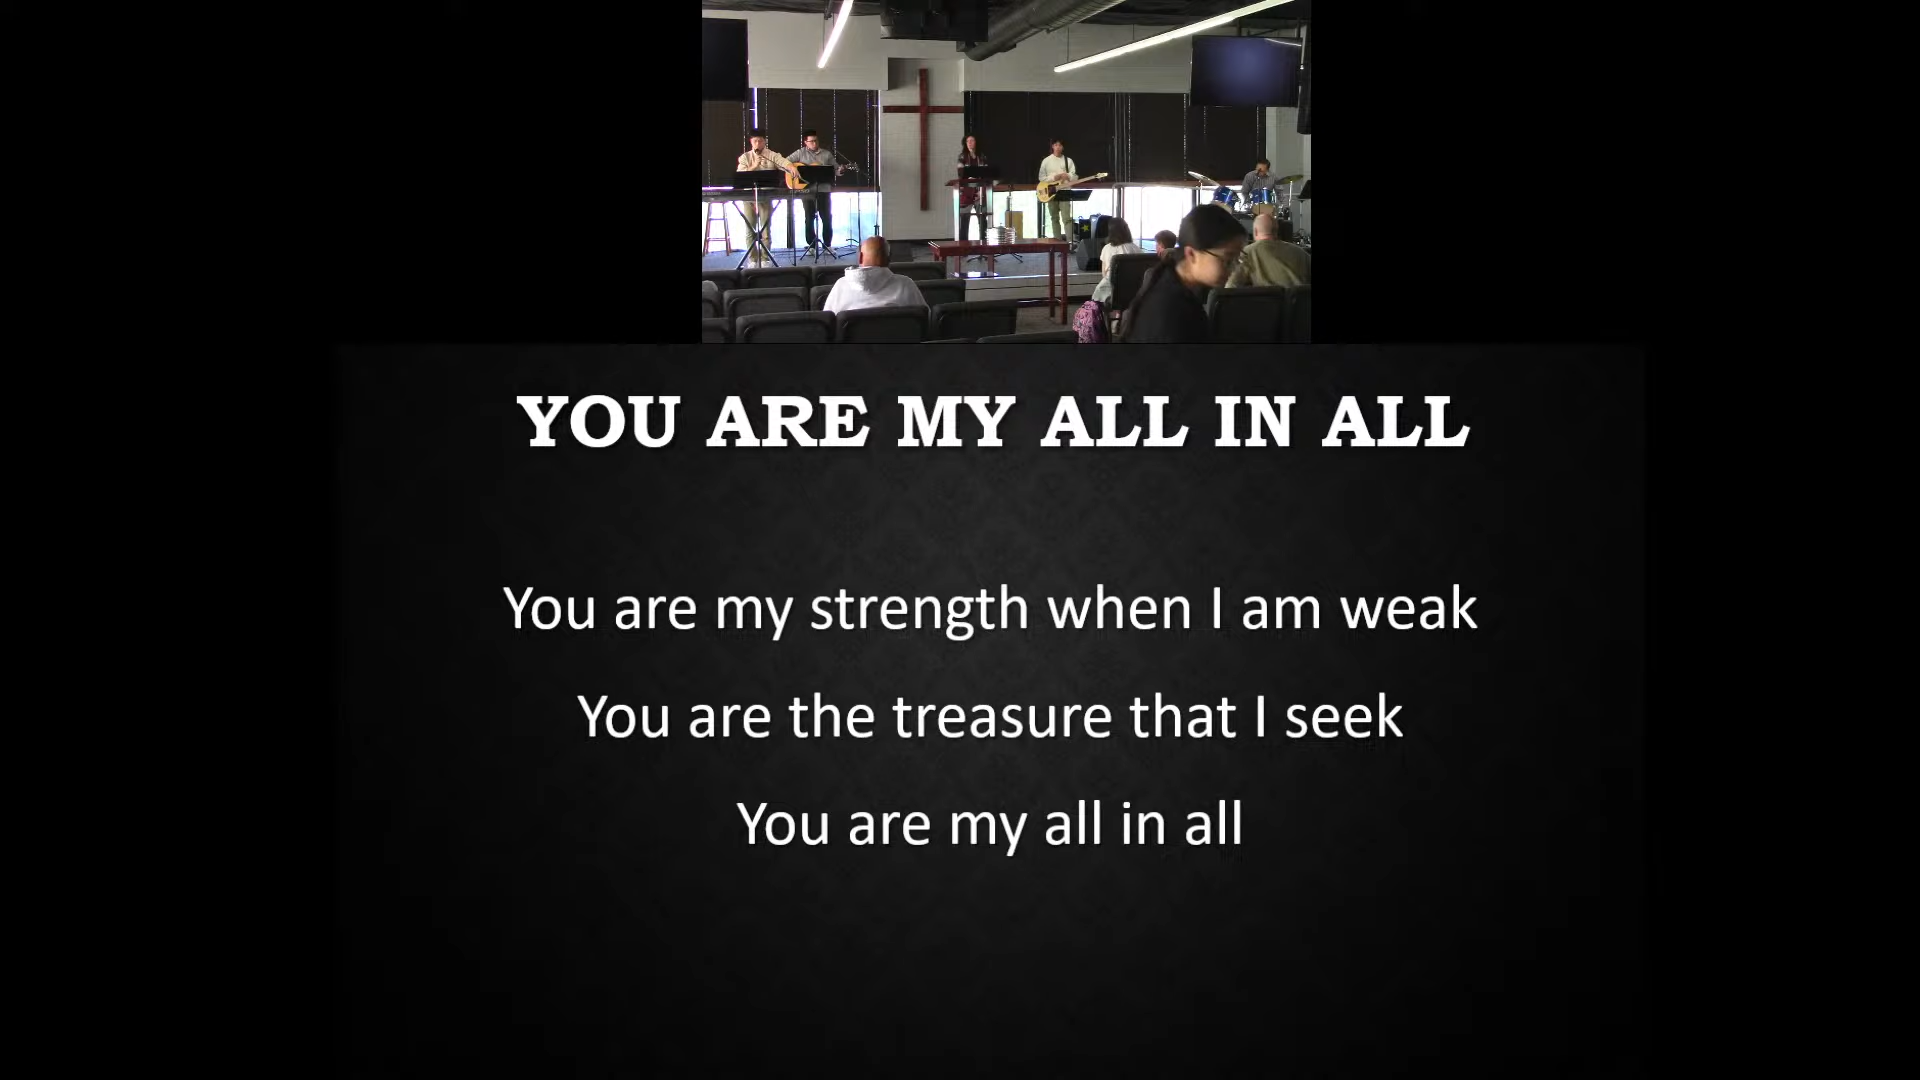 YOU ARE MY ALL IN ALL
You are my strength when I am weak
You are the treasure that I seek
You are my all in all